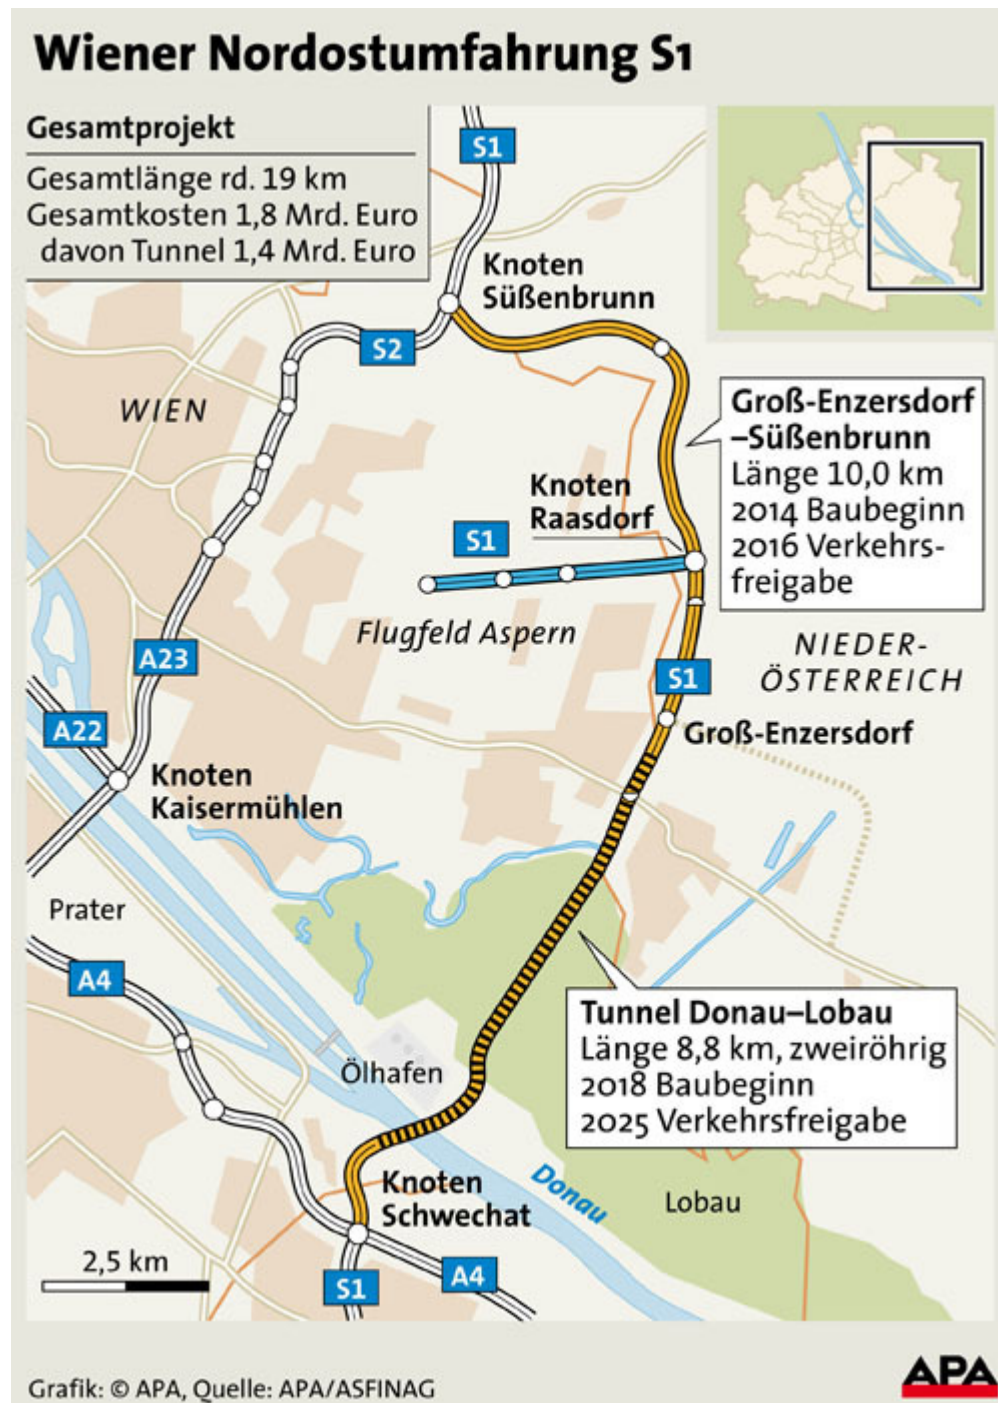 Wiener Nordostumfahrung S1
Gesamtprojekt
Gesamtlänge rd. 19 km
Gesamtkosten 1,8 Mrd. Euro
davon Tunnel 1,4 Mrd. Euro
S1
Knoten
Süßenbrunn
S2
WIEN
Groß-Enzersdorf
–Süßenbrunn
Länge 10,0 km
2014 Baubeginn
2016 Verkehrs-
freigabe
Knoten
Raasdorf
S1
Flugfeld Aspern
NIEDER-
ÖSTERREICH
A23
S1
A22
Groß-Enzersdorf
Knoten
Kaisermühlen
Prater
A4
Tunnel Donau–Lobau
Länge 8,8 km, zweiröhrig
2018 Baubeginn
2025 Verkehrsfreigabe
Ölhafen
Knoten
Schwechat
Donau
Lobau
2,5 km
S1
A4
Grafik: © APA, Quelle: APA/ASFINAG
APA